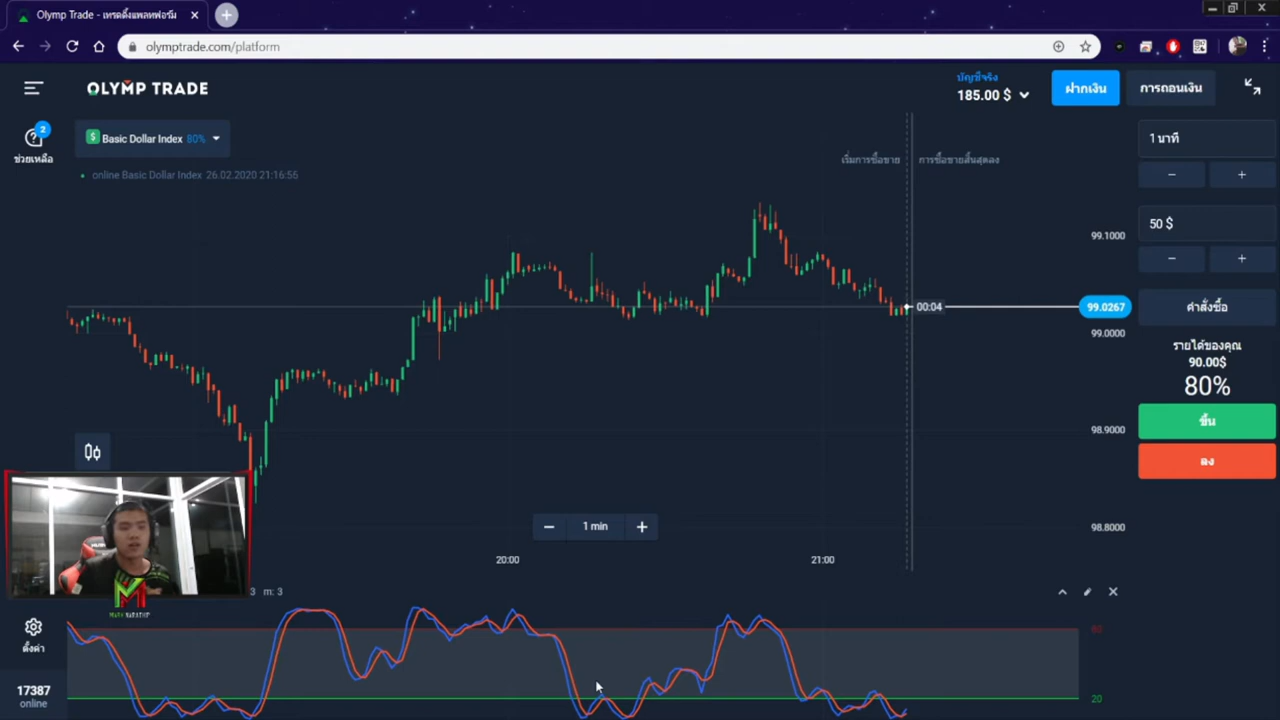 Olymp Trade - เทรดดิ้งแพลทฟอร์ม
olymptrade.com/platform
OLYMP TRADE
บัญชีจริง
185.00 $
ฝากเงิน
การถอนเงิน
2
ช่วยเหลือ
$ Basic Dollar Index 80%
online Basic Dollar Index 26.02.2020 21:16:56
เริ่มการซื้อขาย
การซื้อขายสิ้นสุดลง
1 นาที
− +
50 $
− +
99.1000
00:04
99.0267
99.0000
98.9000
98.8000
คำสั่งซื้อ
รายได้ของคุณ
90.00$
80%
ขึ้น
ลง
− 1 min +
20:00
21:00
3 m: 3
80
20
ตั้งค่า
17387
online